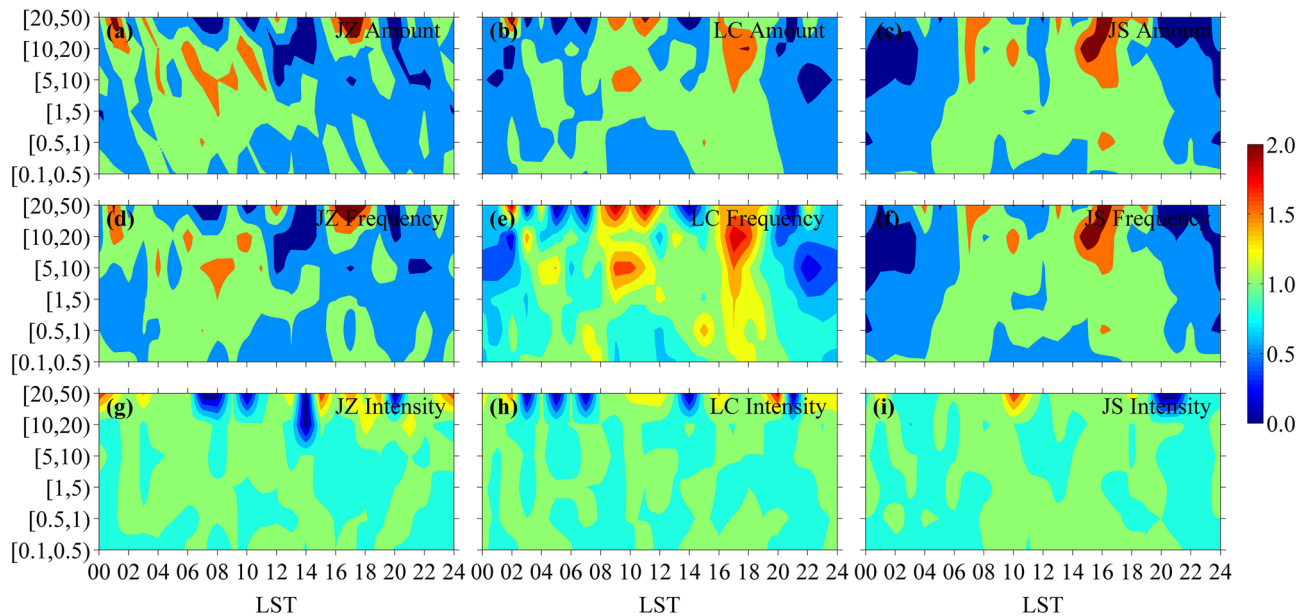 (a) JZ Amount (b) LC Amount (c) JS Amount
[20,50)
[10,20)
[5,10)
[1,5)
[0.5,1)
[0.1,0.5)
(d) JZ Frequency (e) LC Frequency (f) JS Frequency
[20,50)
[10,20)
[5,10)
[1,5)
[0.5,1)
[0.1,0.5)
(g) JZ Intensity (h) LC Intensity (i) JS Intensity
[20,50)
[10,20)
[5,10)
[1,5)
[0.5,1)
[0.1,0.5)
00 02 04 06 08 10 12 14 16 18 20 22 24
LST
00 02 04 06 08 10 12 14 16 18 20 22 24
LST
00 02 04 06 08 10 12 14 16 18 20 22 24
LST
2.0
1.5
1.0
0.5
0.0